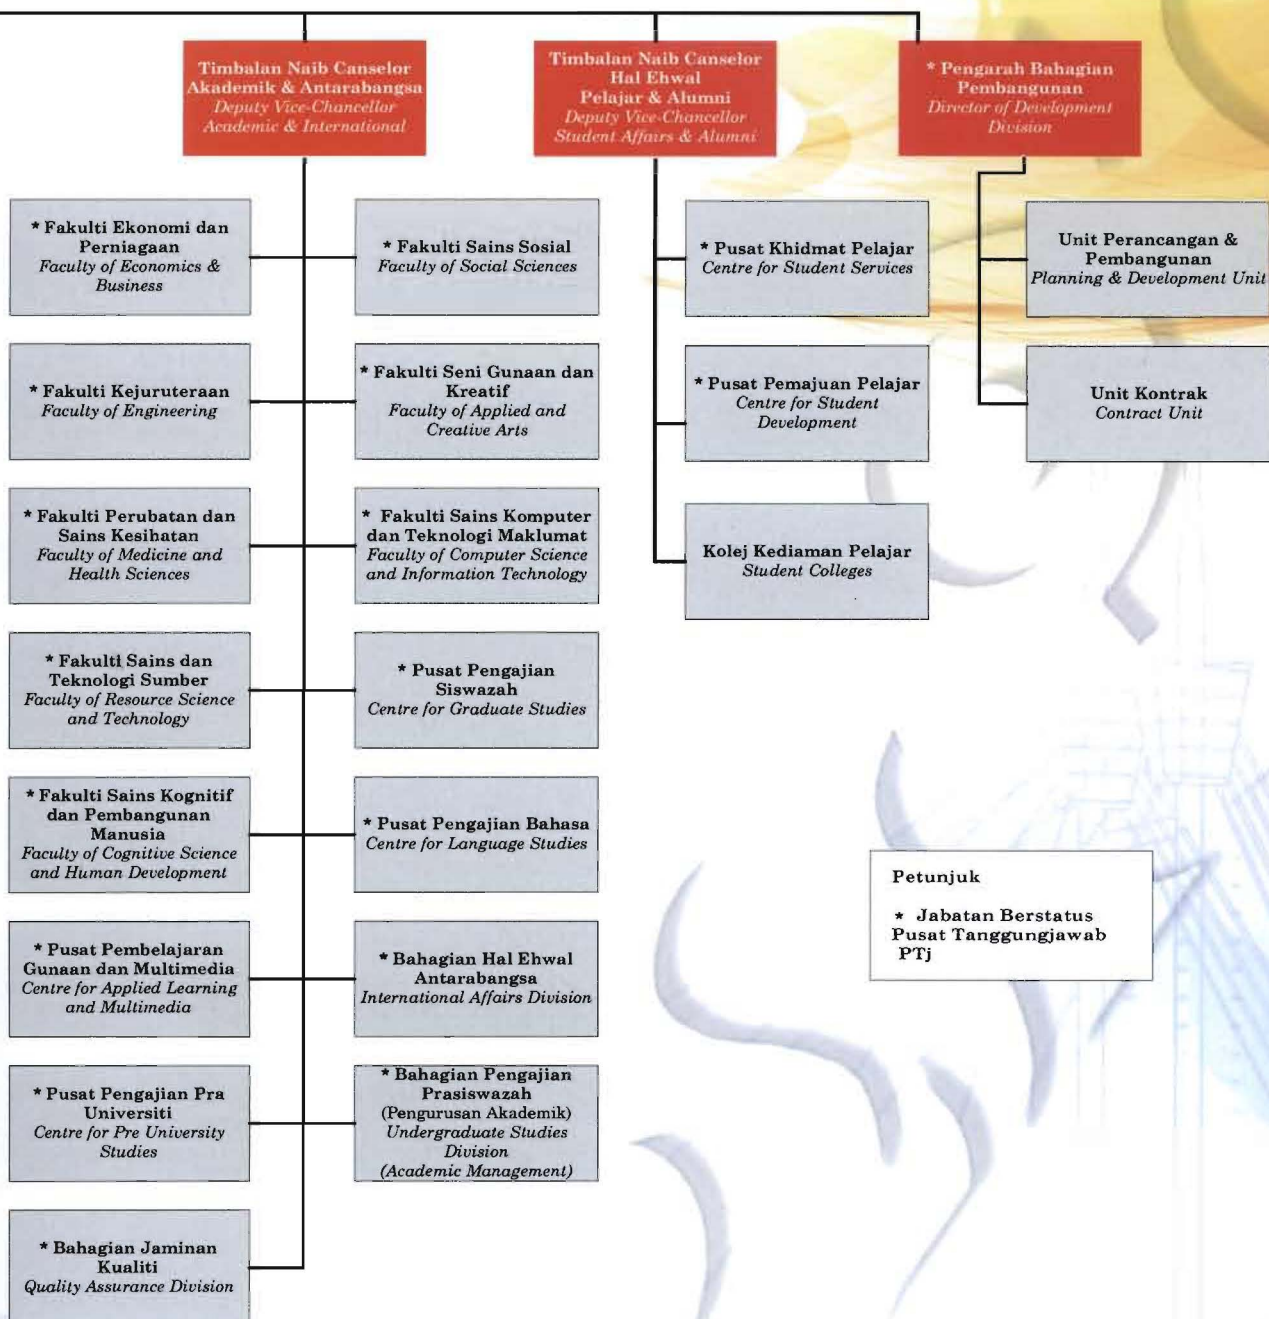 Timbalan Naib Canselor
Akademik & Antarabangsa
Deputy Vice-Chancellor
Academic & International
Timbalan Naib Canselor
Hal Ehwal
Pelajar & Alumni
Deputy Vice-Chancellor
Student Affairs & Alumni
* Pengarah Bahagian
Pembangunan
Director of Development
Division
* Fakulti Ekonomi dan
Perniagaan
Faculty of Economics &
Business
* Fakulti Sains Sosial
Faculty of Social Sciences
* Pusat Khidmat Pelajar
Centre for Student Services
Unit Perancangan &
Pembangunan
Planning & Development Unit
* Fakulti Kejuruteraan
Faculty of Engineering
* Fakulti Seni Gunaan dan
Kreatif
Faculty of Applied and
Creative Arts
* Pusat Pemajuan Pelajar
Centre for Student
Development
Unit Kontrak
Contract Unit
* Fakulti Perubatan dan
Sains Kesihatan
Faculty of Medicine and
Health Sciences
* Fakulti Sains Komputer
dan Teknologi Maklumat
Faculty of Computer Science
and Information Technology
Kolej Kediaman Pelajar
Student Colleges
* Fakulti Sains dan
Teknologi Sumber
Faculty of Resource Science
and Technology
* Pusat Pengajian
Siswazah
Centre for Graduate Studies
* Fakulti Sains Kognitif
dan Pembangunan
Manusia
Faculty of Cognitive Science
and Human Development
* Pusat Pengajian Bahasa
Centre for Language Studies
Petunjuk
* Jabatan Berstatus
Pusat Tanggungjawab
PTj
* Pusat Pembelajaran
Gunaan dan Multimedia
Centre for Applied Learning
and Multimedia
* Bahagian Hal Ehwal
Antarabangsa
International Affairs Division
* Pusat Pengajian Pra
Universiti
Centre for Pre University
Studies
* Bahagian Pengajian
Prasiswazah
(Pengurusan Akademik)
Undergraduate Studies
Division
(Academic Management)
* Bahagian Jaminan
Kualiti
Quality Assurance Division